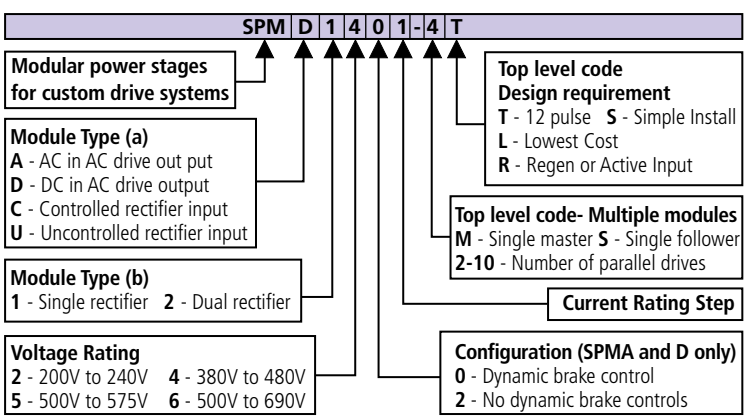 SPM D 1 4 0 1 -4 T
Modular power stages
for custom drive systems
Module Type (a)
A - AC in AC drive out put
D - DC in AC drive output
C - Controlled rectifier input
U - Uncontrolled rectifier input
Module Type (b)
1 - Single rectifier 2 - Dual rectifier
Voltage Rating
2 - 200V to 240V 4 - 380V to 480V
5 - 500V to 575V 6 - 500V to 690V
Top level code
Design requirement
T - 12 pulse S - Simple Install
L - Lowest Cost
R - Regen or Active Input
Top level code- Multiple modules
M - Single master S - Single follower
2-10 - Number of parallel drives
Current Rating Step
Configuration (SPMA and D only)
0 - Dynamic brake control
2 - No dynamic brake controls